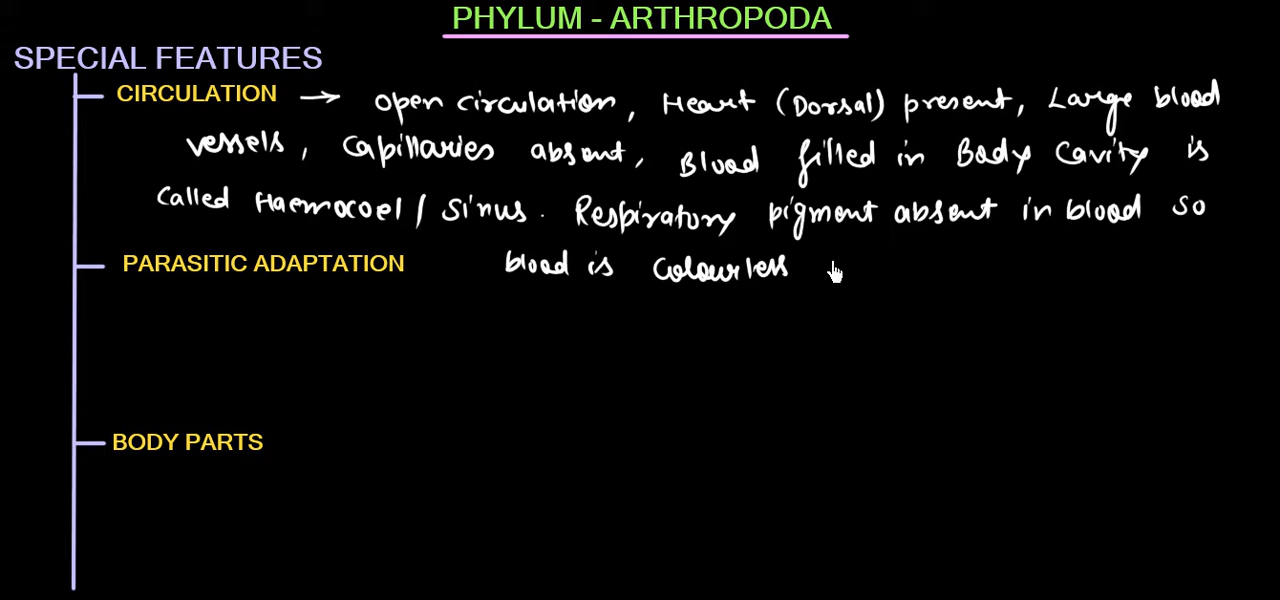 PHYLUM - ARTHROPODA
SPECIAL FEATURES
CIRCULATION → open circulation, Heart (Dorsal) present, Large blood
vessels, Capillaries absent, Blood filled in Body Cavity is
Called Haemocoel / Sinus. Respiratory pigment absent in blood so
blood is Colourless
PARASITIC ADAPTATION
BODY PARTS